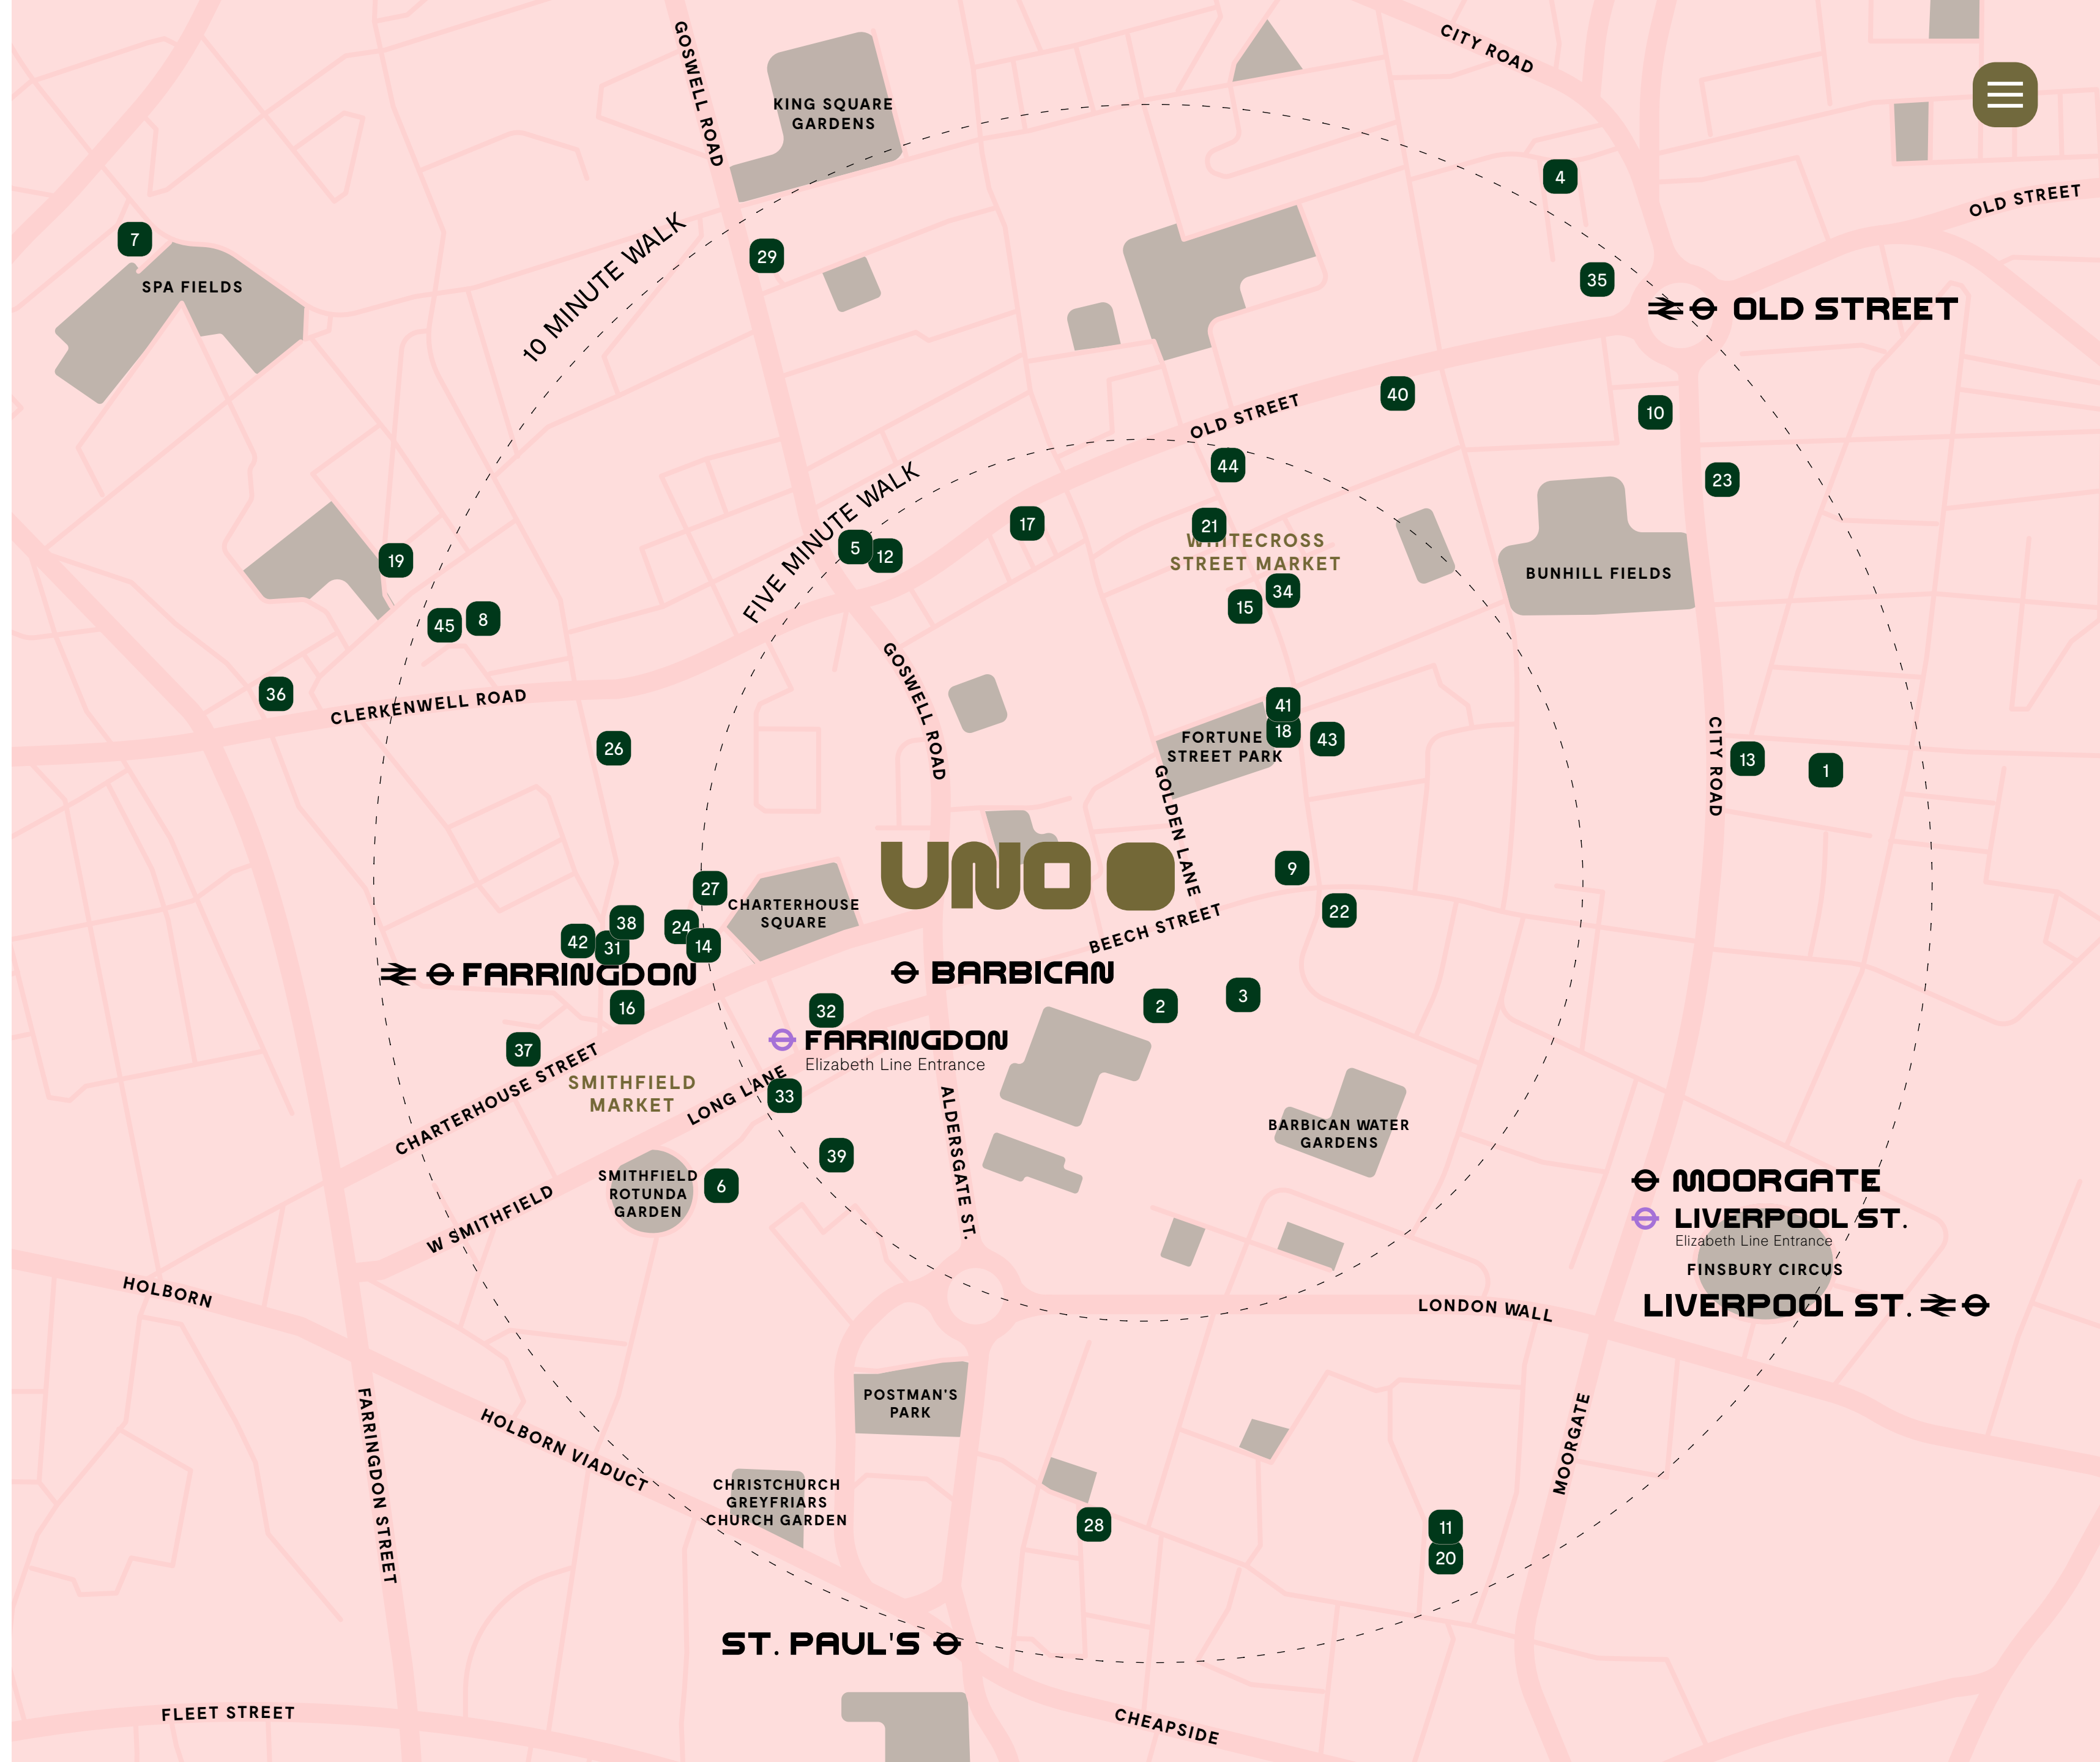 GOSWELL ROAD
CITY ROAD
KING SQUARE
GARDENS
4
OLD STREET
7
29
10 MINUTE WALK
SPA FIELDS
35
OLD STREET
40
OLD STREET
10
44
23
FIVE MINUTE WALK
17
21
5
12
WHITECROSS
STREET MARKET
19
BUNHILL FIELDS
34
15
45
8
36
CLERKENWELL ROAD
GOSWELL ROAD
41
18
43
FORTUNE
STREET PARK
26
CITY ROAD
13
1
GOLDEN LANE
UNO
9
27
CHARTERHOUSE
SQUARE
22
38
24
42
31
14
BEECH STREET
FARRINGDON
BARBICAN
16
32
2
3
FARRINGDON
Elizabeth Line Entrance
37
CHARTERHOUSE STREET
SMITHFIELD
MARKET
LONG LANE
33
ALDERSGATE ST.
BARBICAN WATER
GARDENS
39
SMITHFIELD
ROTUNDA
GARDEN
6
W SMITHFIELD
MOORGATE
LIVERPOOL ST.
Elizabeth Line Entrance
FINSBURY CIRCUS
LIVERPOOL ST.
HOLBORN
LONDON WALL
POSTMAN'S
PARK
FARRINGDON STREET
HOLBORN VIADUCT
MOORGATE
CHRISTCHURCH
GREYFRIARS
CHURCH GARDEN
28
11
20
ST. PAUL'S
FLEET STREET
CHEAPSIDE